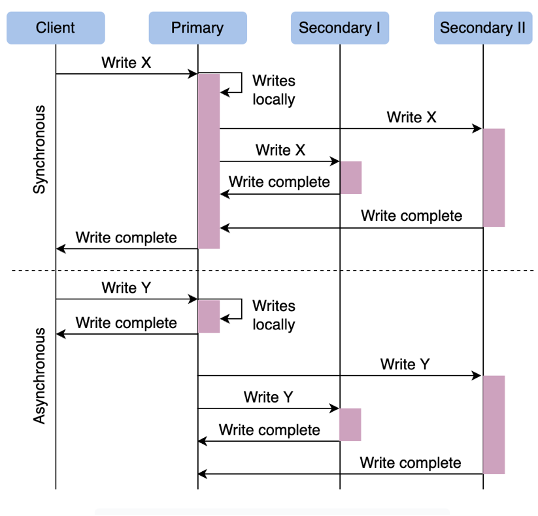 Client
Primary
Secondary I
Secondary II
Write X
Writes
locally
Write X
Write X
Write complete
Write complete
Write complete
Synchronous
Write Y
Writes
locally
Write complete
Write Y
Write Y
Write complete
Write complete
Asynchronous